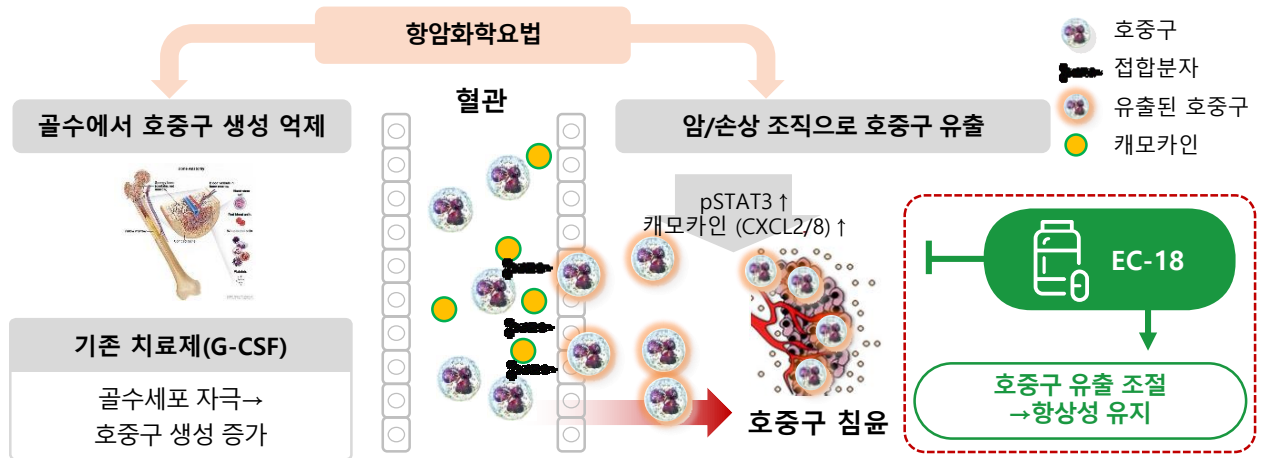 항암화학요법
호중구
접합분자
유출된 호중구
캐모카인
골수에서 호중구 생성 억제
혈관
암/손상 조직으로 호중구 유출
pSTAT3 ↑
캐모카인 (CXCL2/8) ↑
EC-18
기존 치료제(G-CSF)
골수세포 자극→
호중구 생성 증가
호중구 침윤
호중구 유출 조절
→항상성 유지